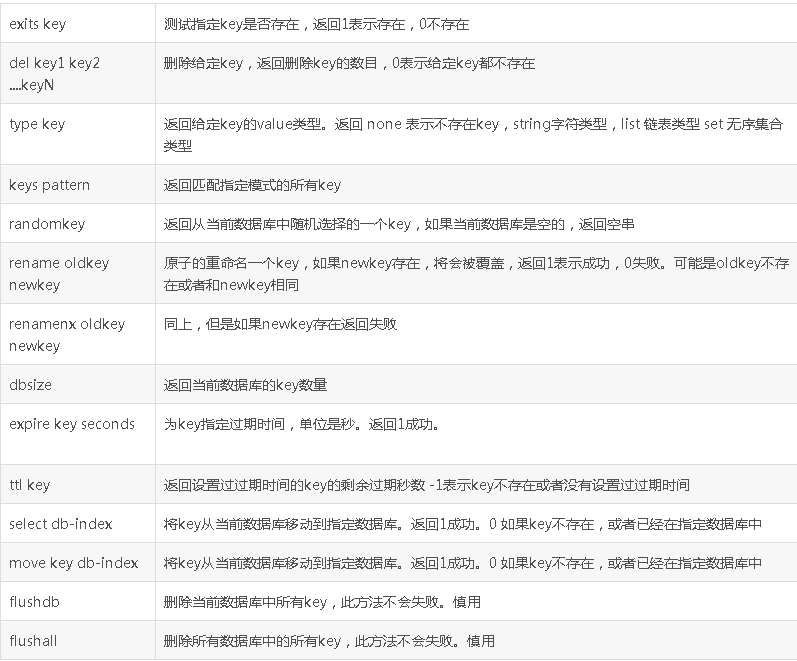 exits key
测试指定key是否存在，返回1表示存在，0不存在
del key1 key2
....keyN
删除给定key，返回删除key的数目，0表示给定key都不存在
type key
返回给定key的value类型。返回 none 表示不存在key，string字符类型，list 链表类型 set 无序集合
类型
keys pattern
返回匹配指定模式的所有key
randomkey
返回从当前数据库中随机选择的一个key，如果当前数据库是空的，返回空串
rename oldkey
newkey
原子的重命名一个key，如果newkey存在，将会被覆盖，返回1表示成功，0失败。可能是oldkey不存
在或者和newkey相同
renamenx oldkey
newkey
同上，但是如果newkey存在返回失败
dbsize
返回当前数据库的key数量
expire key seconds
为key指定过期时间，单位是秒。返回1成功。
ttl key
返回设置过过期时间的key的剩余过期秒数 -1表示key不存在或者没有设置过过期时间
select db-index
将key从当前数据库移动到指定数据库。返回1成功。0 如果key不存在，或者已经在指定数据库中
move key db-index
将key从当前数据库移动到指定数据库。返回1成功。0 如果key不存在，或者已经在指定数据库中
flushdb
删除当前数据库中所有key，此方法不会失败。慎用
flushall
删除所有数据库中的所有key，此方法不会失败。慎用